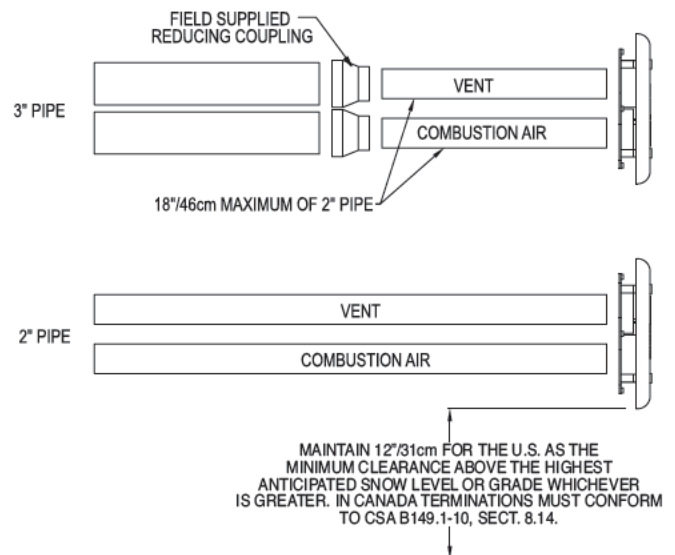 FIELD SUPPLIED
REDUCING COUPLING
3" PIPE
VENT
COMBUSTION AIR
18"/46cm MAXIMUM OF 2" PIPE
2" PIPE
VENT
COMBUSTION AIR
MAINTAIN 12"/31cm FOR THE U.S. AS THE
MINIMUM CLEARANCE ABOVE THE HIGHEST
ANTICIPATED SNOW LEVEL OR GRADE WHICHEVER
IS GREATER. IN CANADA TERMINATIONS MUST CONFORM
TO CSA B149.1-10, SECT. 8.14.